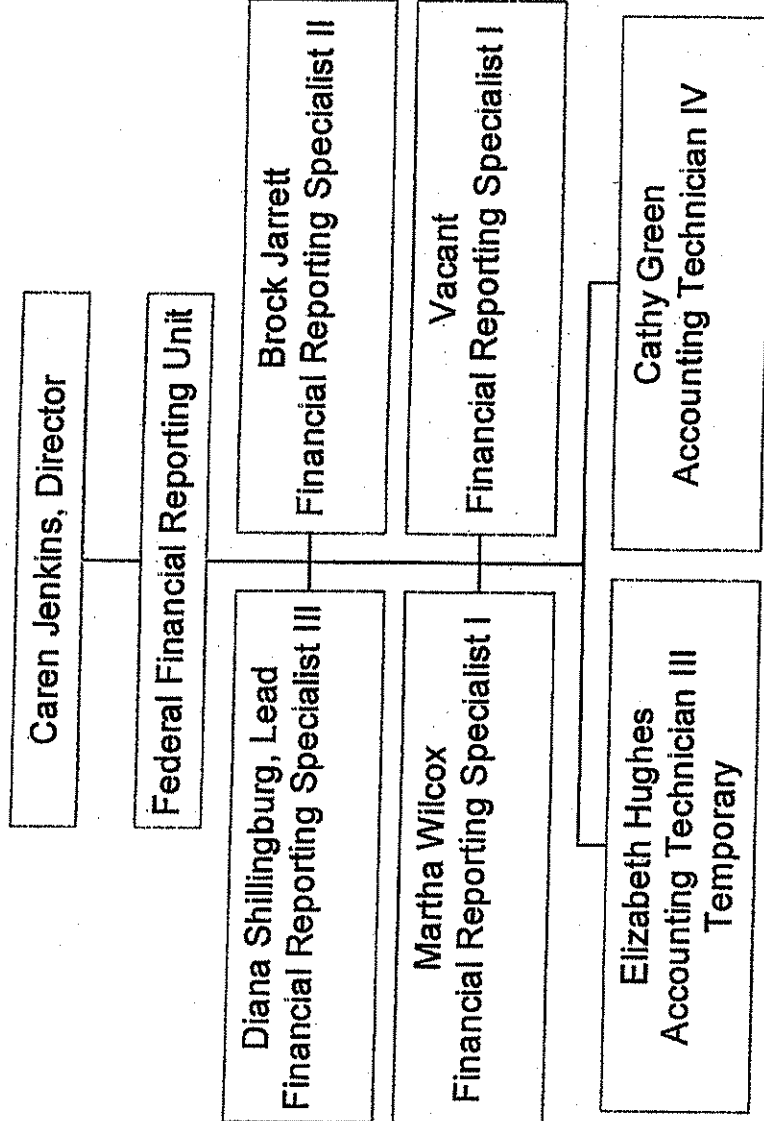 Caren Jenkins, Director
Federal Financial Reporting Unit
Diana Shillingburg, Lead
Financial Reporting Specialist III
Brock Jarrett
Financial Reporting Specialist II
Martha Wilcox
Financial Reporting Specialist I
Vacant
Financial Reporting Specialist I
Elizabeth Hughes
Accounting Technician III
Temporary
Cathy Green
Accounting Technician IV